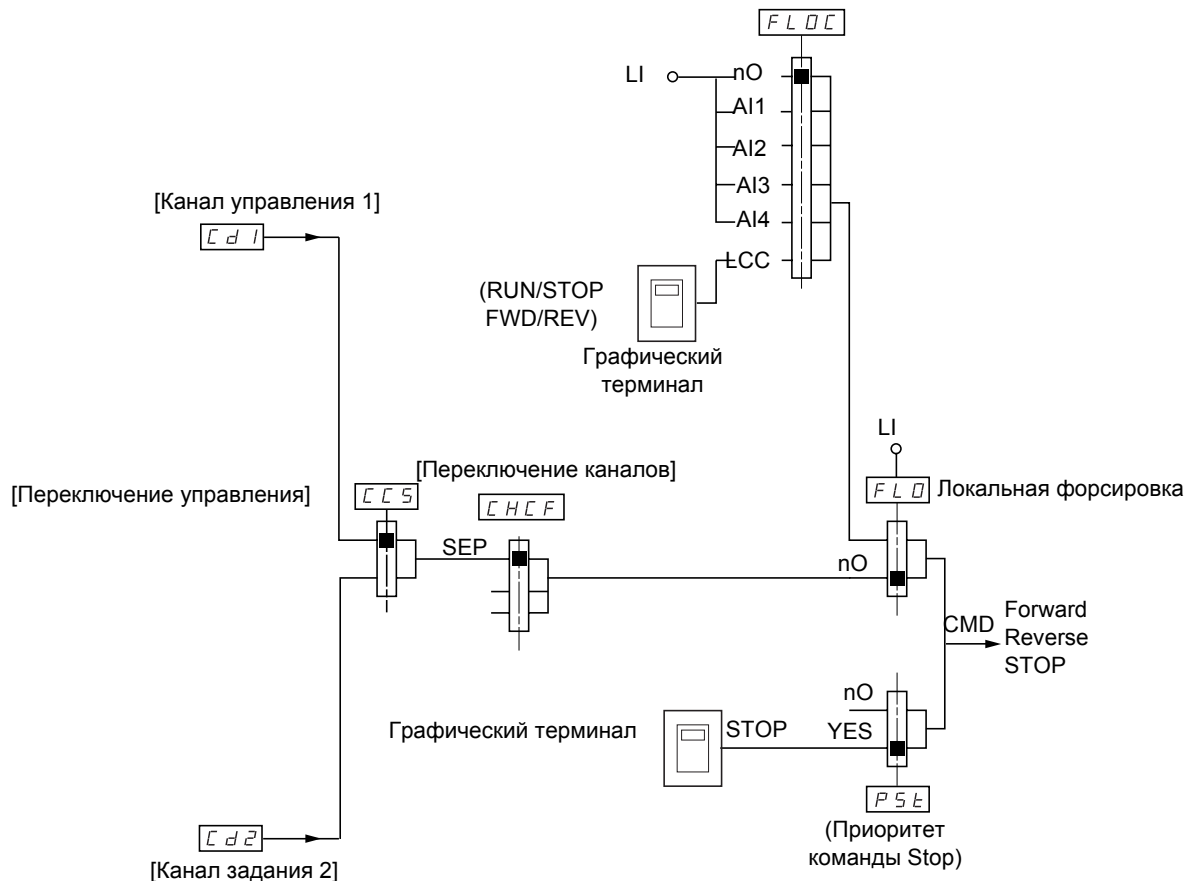 FLOC
LI
nO
AI1
AI2
AI3
AI4
LCC
[Канал управления 1]
Cd1
(RUN/STOP
FWD/REV)
Графический
терминал
LI
[Переключение каналов]
[Переключение управления]
CCS
CHCF
FLO
Локальная форсировка
SEP
nO
CMD
Forward
Reverse
STOP
nO
Графический терминал
STOP
YES
PSt
(Приоритет
команды Stop)
Cd2
[Канал задания 2]